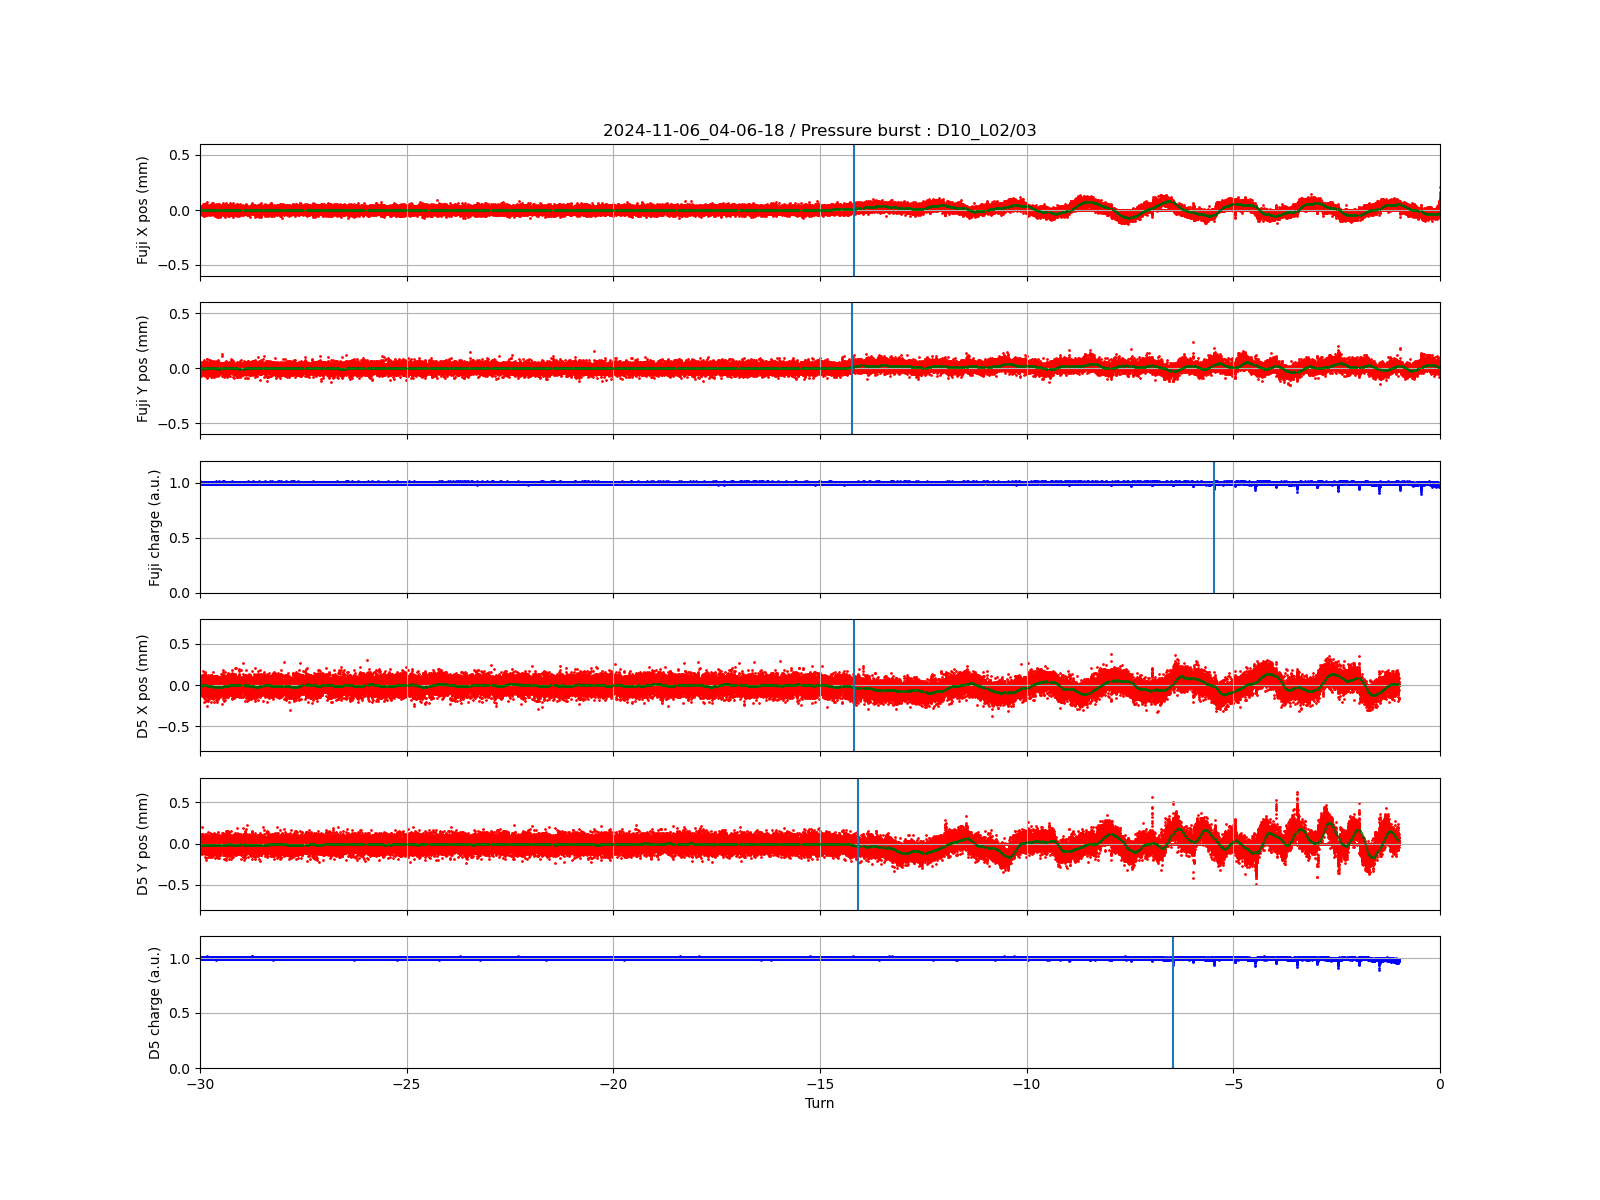 2024-11-06_04-06-18 / Pressure burst : D10_L02/03
Fuji X pos (mm)
0.5
0.0
−0.5
Fuji Y pos (mm)
0.5
0.0
−0.5
Fuji charge (a.u.)
1.0
0.5
0.0
D5 X pos (mm)
0.5
0.0
−0.5
D5 Y pos (mm)
0.5
0.0
−0.5
D5 charge (a.u.)
1.0
0.5
0.0
−30 −25 −20 −15 −10 −5 0
Turn